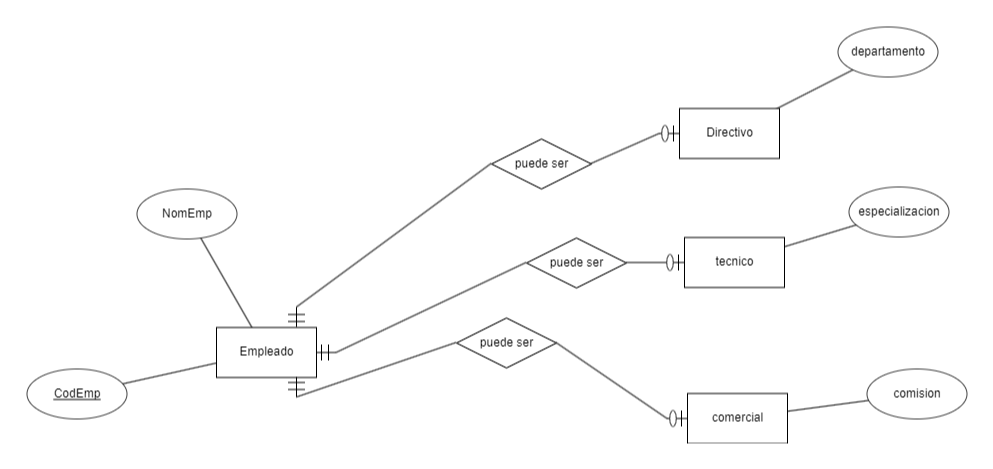 departamento
Directivo
puede ser
NomEmp
especializacion
puede ser
tecnico
Empleado
puede ser
CodEmp
comision
comercial